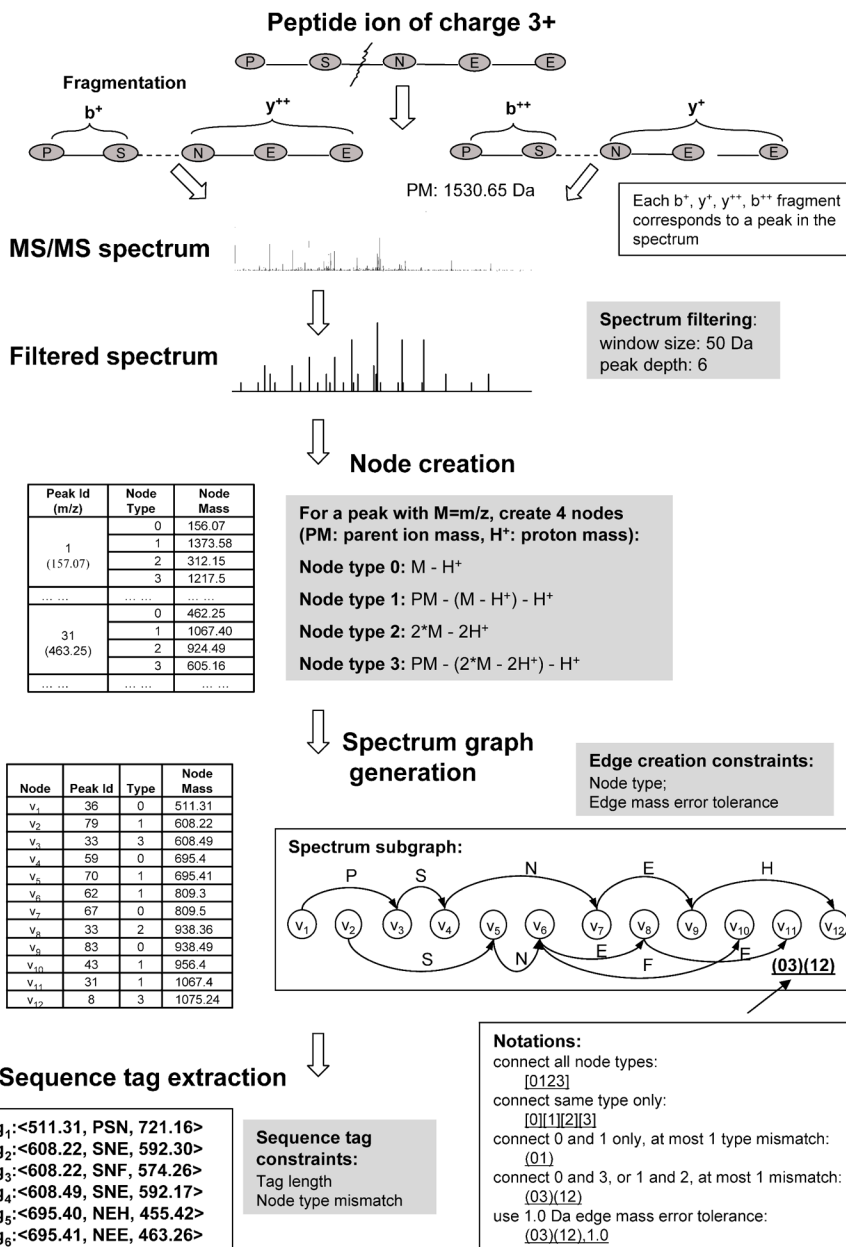 Peptide ion of charge 3+
P S N E E
Fragmentation
b+ y++ b++ y+
P S N E E P S N E E
PM: 1530.65 Da
Each b+, y+, y++, b++ fragment
corresponds to a peak in the
spectrum
MS/MS spectrum
Filtered spectrum
Spectrum filtering:
window size: 50 Da
peak depth: 6
Node creation
Peak Id (m/z) Node Type Node Mass
1 (157.07) 0 156.07
1 1373.58
2 312.15
3 1217.5
... ... ... ... ... ...
31 (463.25) 0 462.25
1 1067.40
2 924.49
3 605.16
... ... ... ... ... ...
For a peak with M=m/z, create 4 nodes
(PM: parent ion mass, H+: proton mass):
Node type 0: M - H+
Node type 1: PM - (M - H+) - H+
Node type 2: 2*M - 2H+
Node type 3: PM - (2*M - 2H+) - H+
Spectrum graph
generation
Edge creation constraints:
Node type;
Edge mass error tolerance
Node Peak Id Type Node Mass
v1 36 0 511.31
v2 79 1 608.22
v3 33 3 608.49
v4 59 0 695.4
v5 70 1 695.41
v6 62 1 809.3
v7 67 0 809.5
v8 33 2 938.36
v9 83 0 938.49
v10 43 1 956.4
v11 31 1 1067.4
v12 8 3 1075.24
Spectrum subgraph:
P S N E H
v1 v2 v3 v4 v5 v6 v7 v8 v9 v10 v11 v12
S N E F E
(03)(12)
Sequence tag extraction
g1:<511.31, PSN, 721.16>
g2:<608.22, SNE, 592.30>
g3:<608.22, SNF, 574.26>
g4:<608.49, SNE, 592.17>
g5:<695.40, NEH, 455.42>
g6:<695.41, NEE, 463.26>
Sequence tag
constraints:
Tag length
Node type mismatch
Notations:
connect all node types:
[0123]
connect same type only:
[0][1][2][3]
connect 0 and 1 only, at most 1 type mismatch:
(01)
connect 0 and 3, or 1 and 2, at most 1 mismatch:
(03)(12)
use 1.0 Da edge mass error tolerance:
(03)(12),1.0